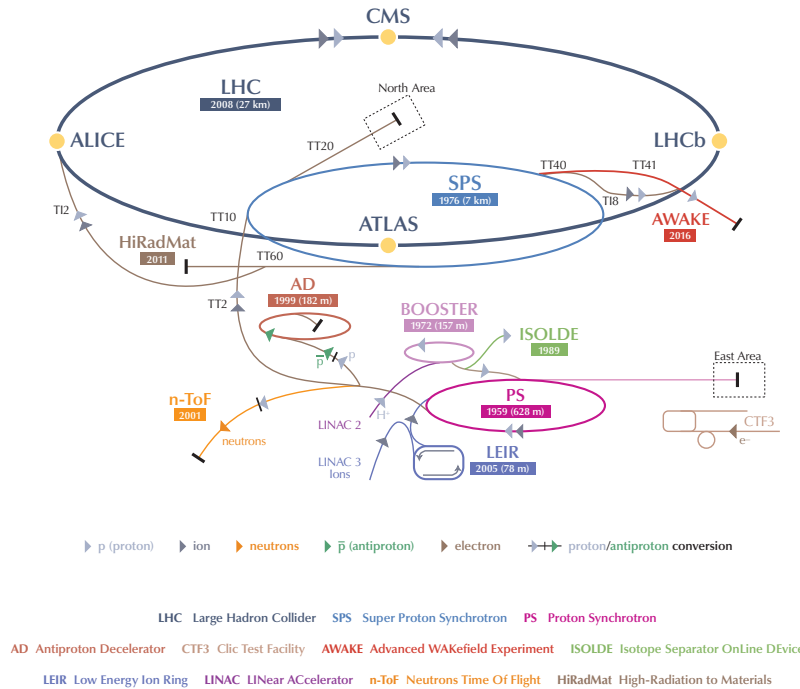 CMS
LHC
2008 (27 km)
North Area
ALICE
LHCb
TT20
TT40
TT41
SPS
1976 (7 km)
TI2
TI8
TT10
ATLAS
AWAKE
2016
HiRadMat
2011
TT60
AD
1999 (182 m)
TT2
BOOSTER
1972 (157 m)
ISOLDE
1989
p
p̅
East Area
n-ToF
2001
PS
1959 (628 m)
H⁺
LINAC 2
neutrons
CTF3
e⁻
LINAC 3
Ions
LEIR
2005 (78 m)
p (proton) ion neutrons p̅ (antiproton) electron proton/antiproton conversion
LHC Large Hadron Collider SPS Super Proton Synchrotron PS Proton Synchrotron
AD Antiproton Decelerator CTF3 Clic Test Facility AWAKE Advanced WAKefield Experiment ISOLDE Isotope Separator OnLine DEvice
LEIR Low Energy Ion Ring LINAC LINear ACcelerator n-ToF Neutrons Time Of Flight HiRadMat High-Radiation to Materials